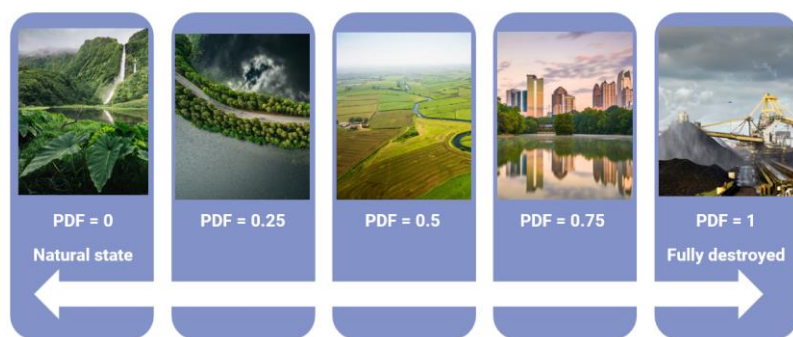 PDF = 0
PDF = 0.25
PDF = 0.5
PDF = 0.75
PDF = 1
Natural state
Fully destroyed